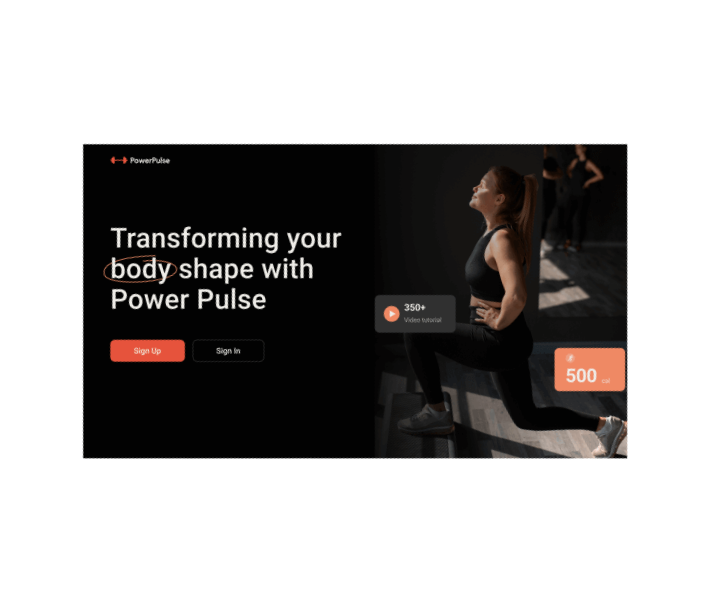 PowerPulse
Transforming your
body shape with
Power Pulse
Sign Up
Sign In
350+
Video tutorial
500 cal